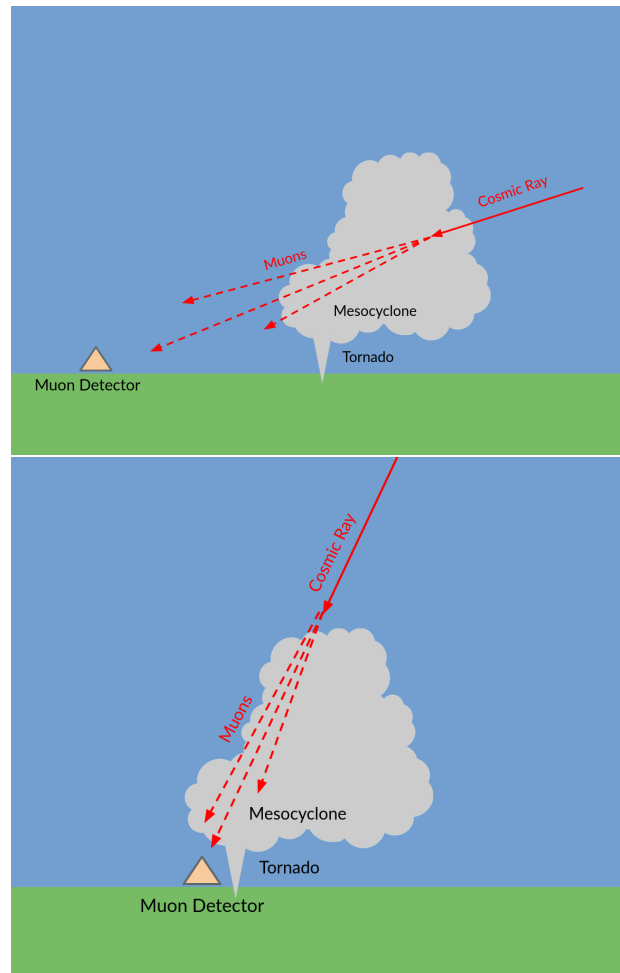 Cosmic Ray
Muons
Mesocyclone
Tornado
Muon Detector
Cosmic Ray
Muons
Mesocyclone
Tornado
Muon Detector